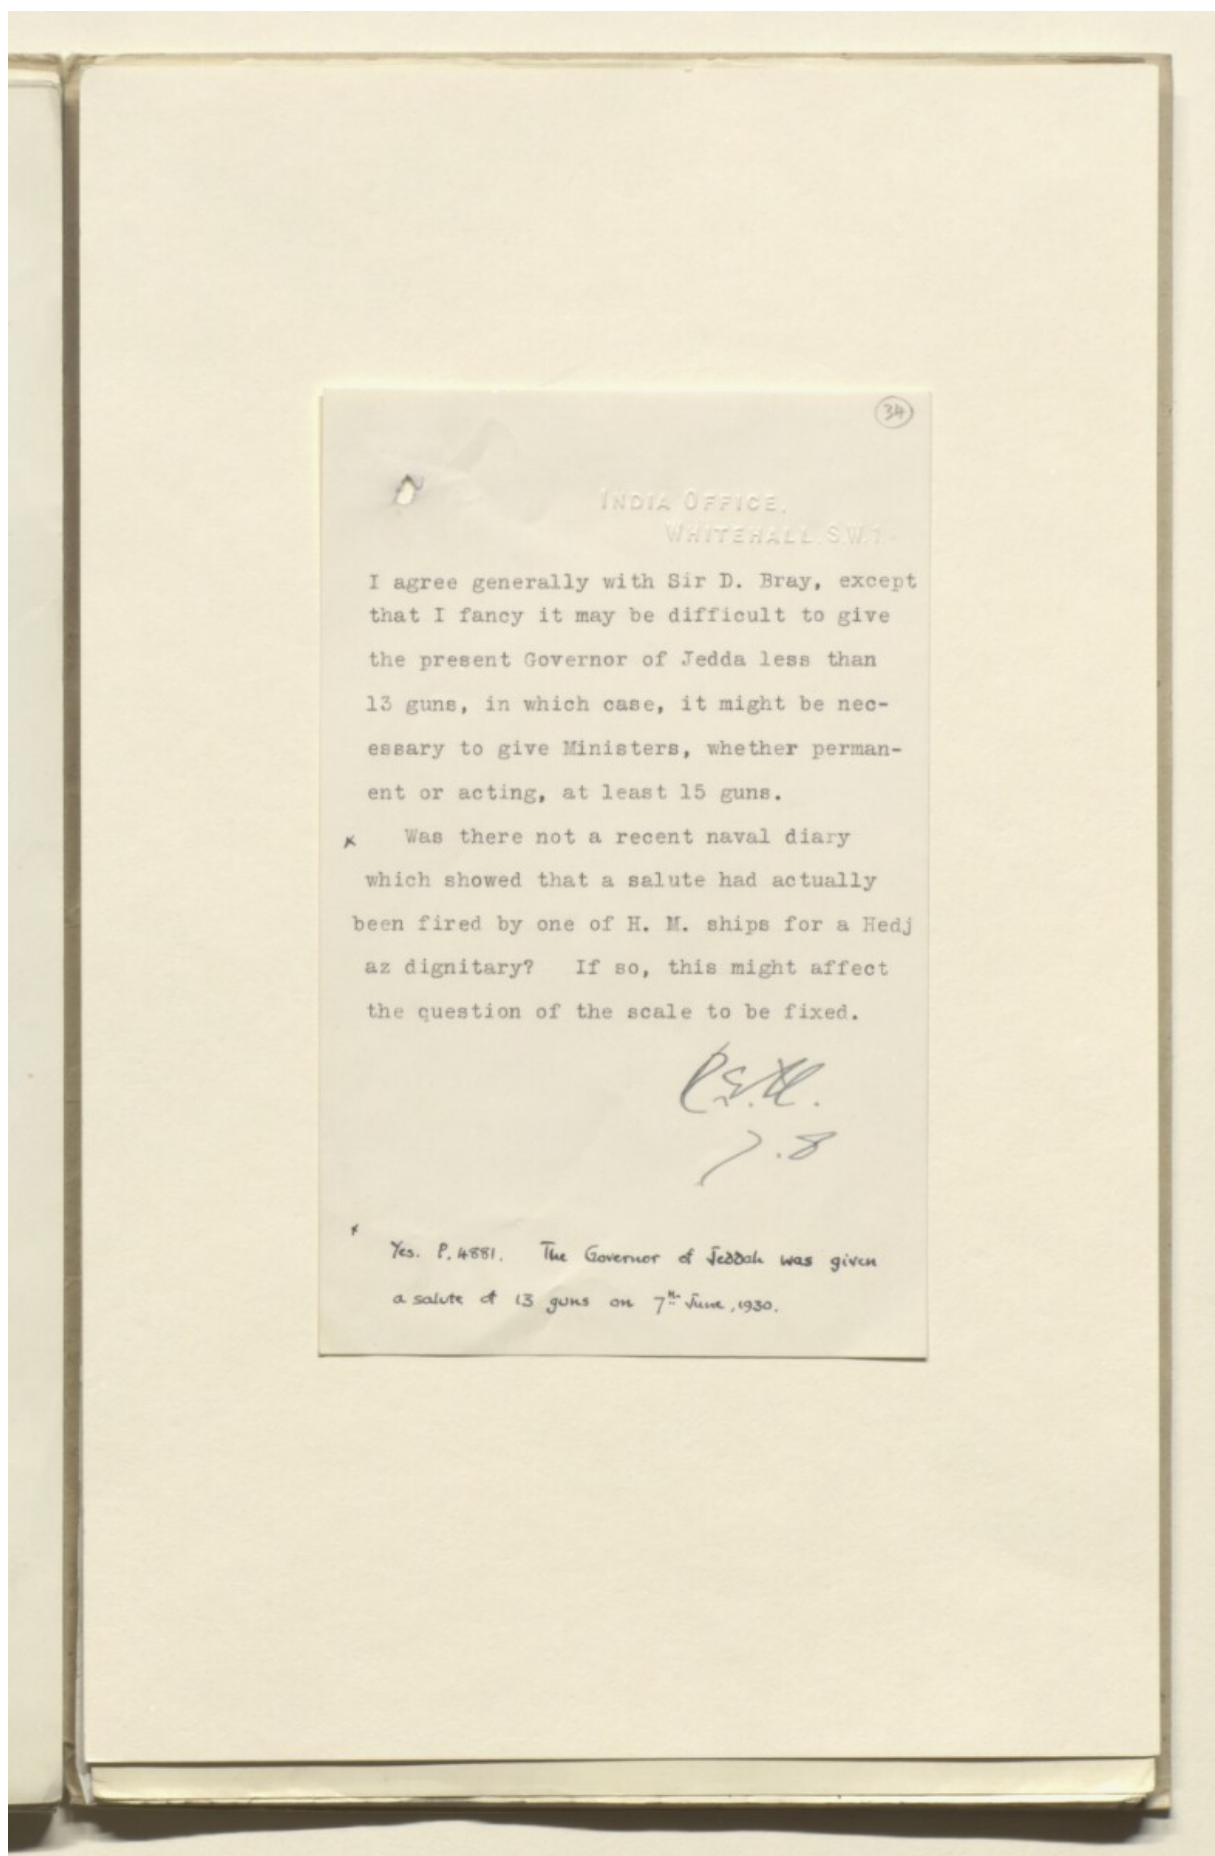 34
INDIA OFFICE,
WHITEHALL. S.W.1.
I agree generally with Sir D. Bray, except
that I fancy it may be difficult to give
the present Governor of Jedda less than
13 guns, in which case, it might be nec-
essary to give Ministers, whether perman-
ent or acting, at least 15 guns.
x Was there not a recent naval diary
which showed that a salute had actually
been fired by one of H. M. ships for a Hedj
az dignitary? If so, this might affect
the question of the scale to be fixed.
7.8
x
Yes. P. 4881. The Governor of Jeddah was given
a salute of 13 guns on 7th June, 1930.